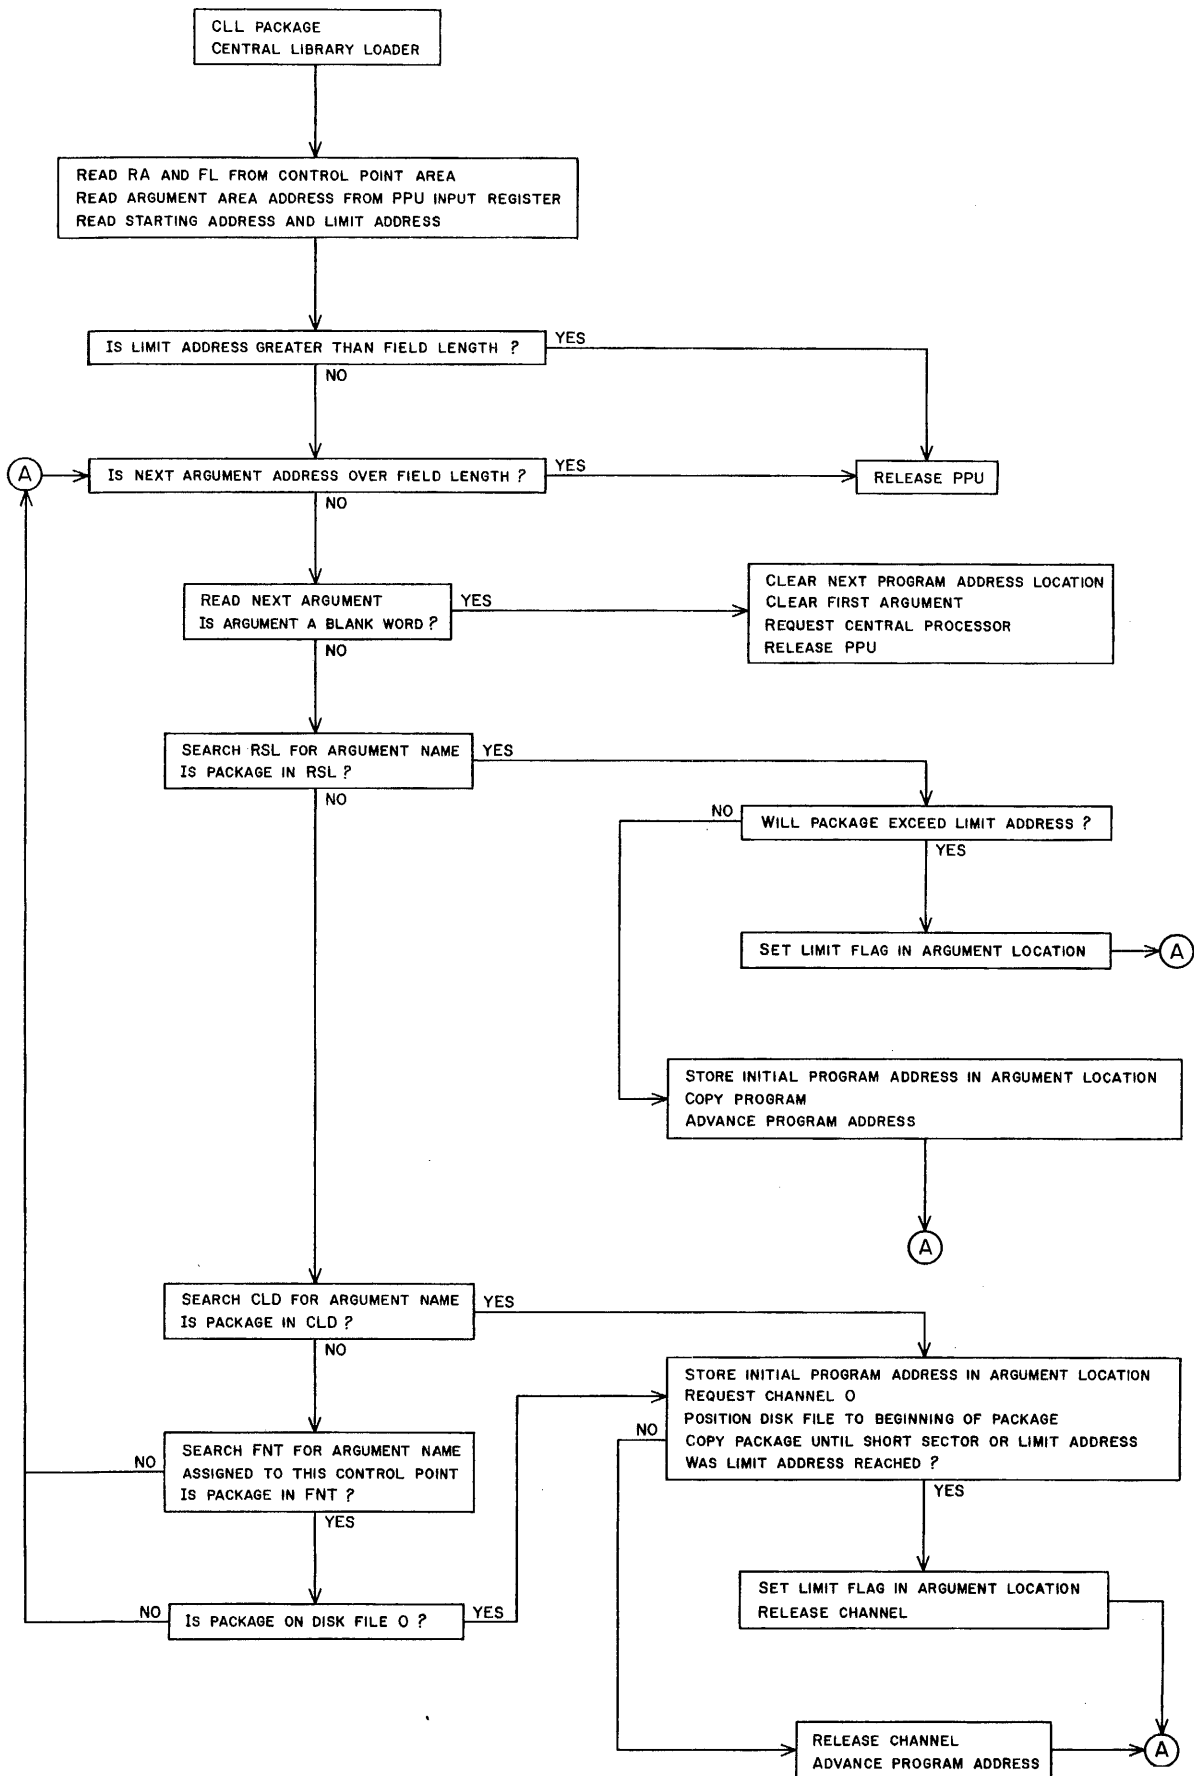 CLL PACKAGE
CENTRAL LIBRARY LOADER
READ RA AND FL FROM CONTROL POINT AREA
READ ARGUMENT AREA ADDRESS FROM PPU INPUT REGISTER
READ STARTING ADDRESS AND LIMIT ADDRESS
IS LIMIT ADDRESS GREATER THAN FIELD LENGTH ?
YES
NO
A
IS NEXT ARGUMENT ADDRESS OVER FIELD LENGTH ?
YES
NO
RELEASE PPU
READ NEXT ARGUMENT
IS ARGUMENT A BLANK WORD ?
YES
NO
CLEAR NEXT PROGRAM ADDRESS LOCATION
CLEAR FIRST ARGUMENT
REQUEST CENTRAL PROCESSOR
RELEASE PPU
SEARCH RSL FOR ARGUMENT NAME
IS PACKAGE IN RSL ?
YES
NO
WILL PACKAGE EXCEED LIMIT ADDRESS ?
NO
YES
SET LIMIT FLAG IN ARGUMENT LOCATION
A
STORE INITIAL PROGRAM ADDRESS IN ARGUMENT LOCATION
COPY PROGRAM
ADVANCE PROGRAM ADDRESS
A
SEARCH CLD FOR ARGUMENT NAME
IS PACKAGE IN CLD ?
YES
NO
STORE INITIAL PROGRAM ADDRESS IN ARGUMENT LOCATION
REQUEST CHANNEL 0
POSITION DISK FILE TO BEGINNING OF PACKAGE
COPY PACKAGE UNTIL SHORT SECTOR OR LIMIT ADDRESS
WAS LIMIT ADDRESS REACHED ?
NO
YES
SEARCH FNT FOR ARGUMENT NAME
ASSIGNED TO THIS CONTROL POINT
IS PACKAGE IN FNT ?
NO
YES
IS PACKAGE ON DISK FILE 0 ?
NO
YES
SET LIMIT FLAG IN ARGUMENT LOCATION
RELEASE CHANNEL
RELEASE CHANNEL
ADVANCE PROGRAM ADDRESS
A